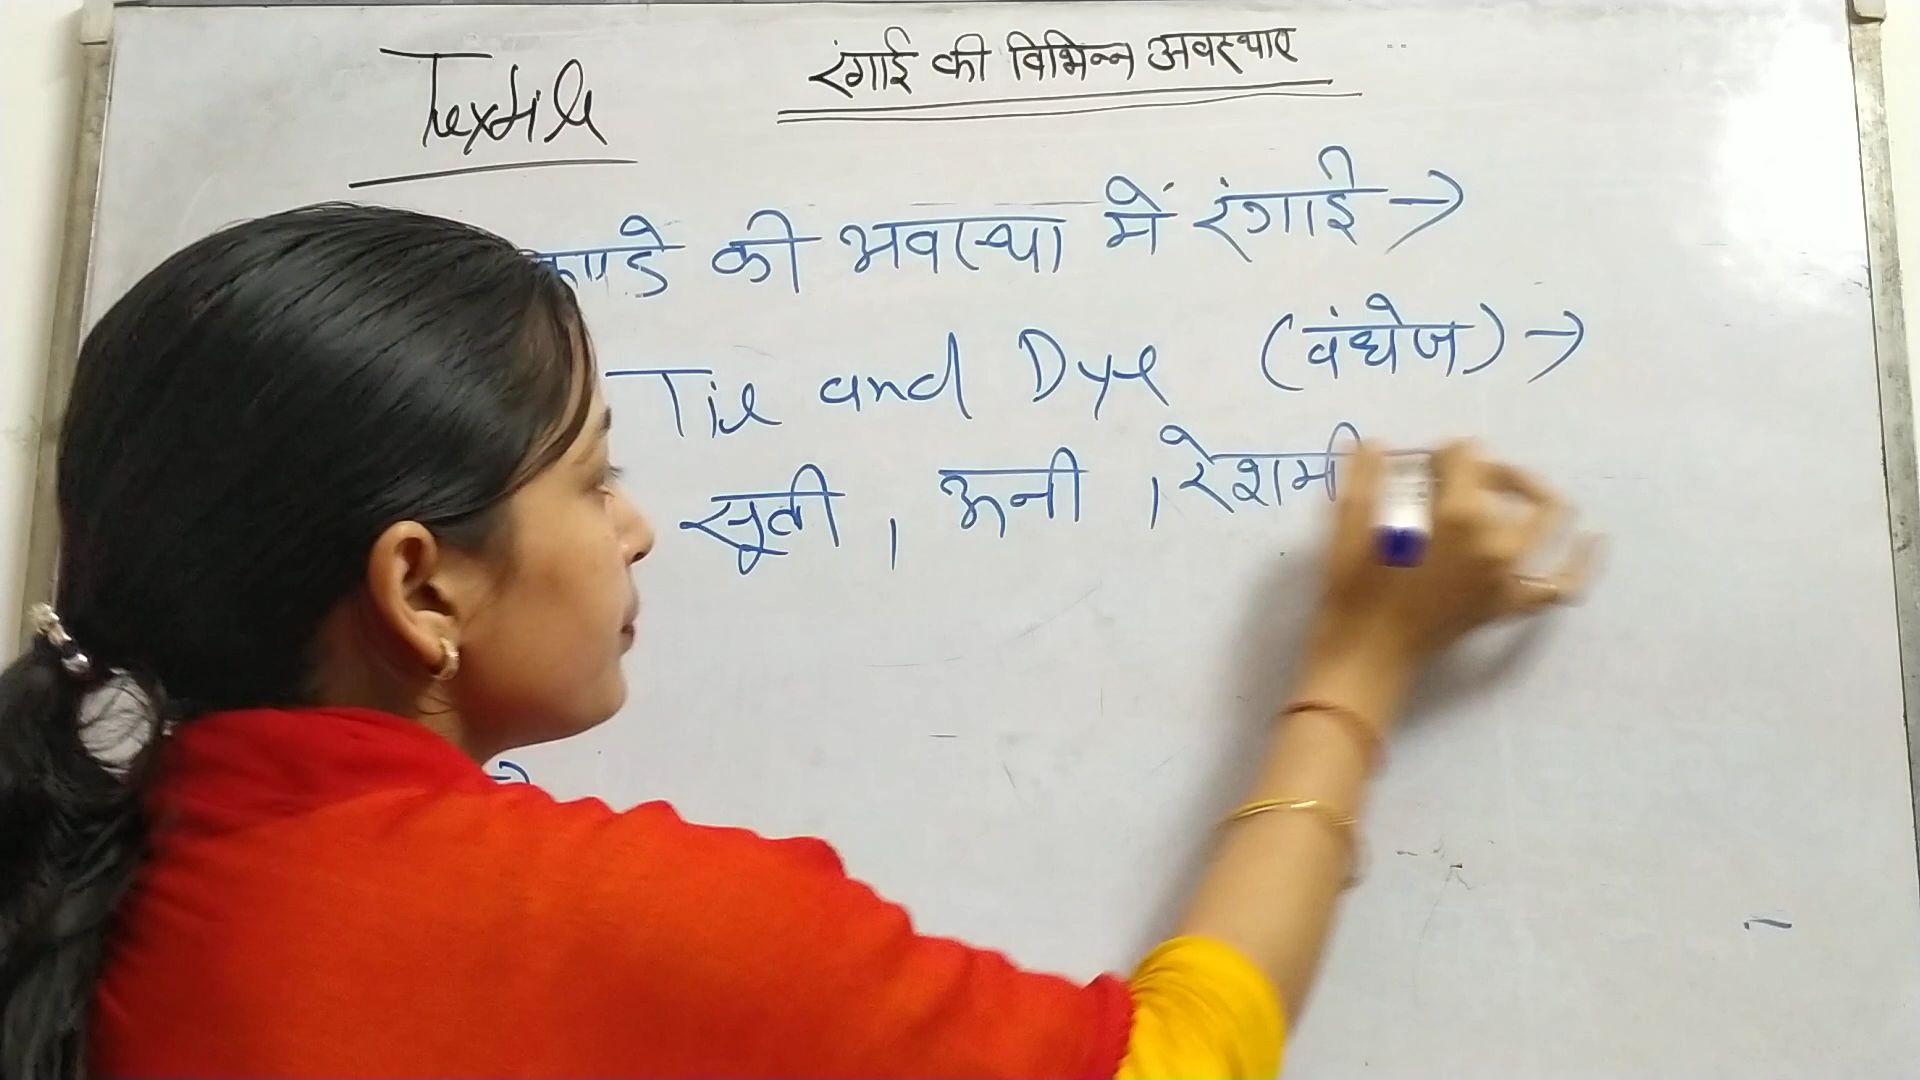 Textile
रंगाई की विभिन्न अवस्थाएं
की अवस्था में रंगाई →
Tie and Dye (वंधेज) →
सूती , ऊनी , रेशमी